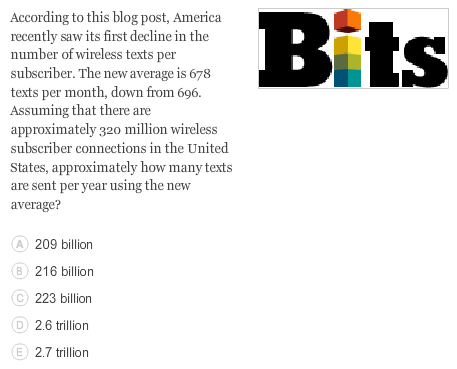 According to this blog post, America
recently saw its first decline in the
number of wireless texts per
subscriber. The new average is 678
texts per month, down from 696.
Assuming that there are
approximately 320 million wireless
subscriber connections in the United
States, approximately how many texts
are sent per year using the new
average?
Bits
A 209 billion
B 216 billion
C 223 billion
D 2.6 trillion
E 2.7 trillion